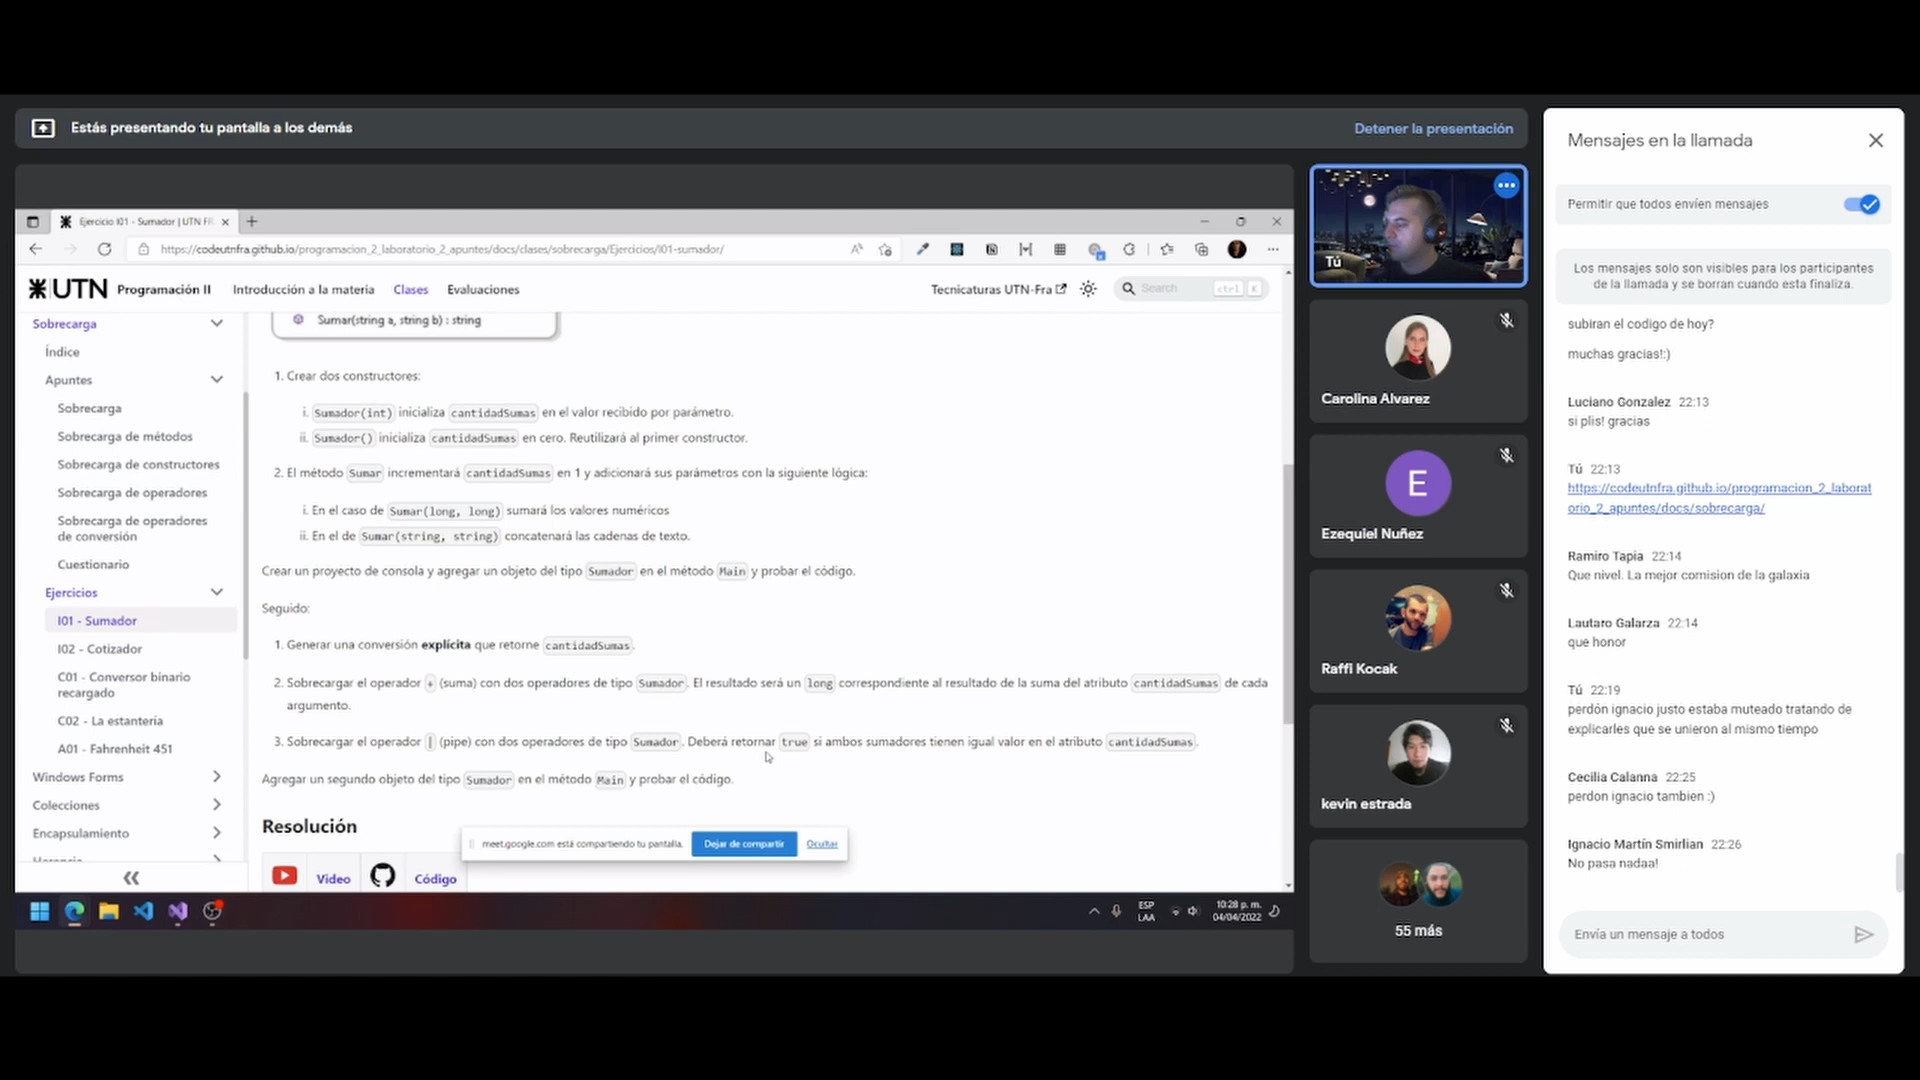 Estás presentando tu pantalla a los demás
Detener la presentación
Ejercicio I01 - Sumador | UTN FR
https://codeutnfra.github.io/programacion_2_laboratorio_2_apuntes/docs/clases/sobrecarga/Ejercicios/I01-sumador/
UTN Programación II Introducción a la materia Clases Evaluaciones Tecnicaturas UTN-Fra Search ctrl K
Sobrecarga
Índice
Apuntes
Sobrecarga
Sobrecarga de métodos
Sobrecarga de constructores
Sobrecarga de operadores
Sobrecarga de operadores
de conversión
Cuestionario
Ejercicios
I01 - Sumador
I02 - Cotizador
C01 - Conversor binario
recargado
C02 - La estantería
A01 - Fahrenheit 451
Windows Forms
Colecciones
Encapsulamiento
Herencia
Sumar(string a, string b) : string
1. Crear dos constructores:
i. Sumador(int) inicializa cantidadSumas en el valor recibido por parámetro.
ii. Sumador() inicializa cantidadSumas en cero. Reutilizará al primer constructor.
2. El método Sumar incrementará cantidadSumas en 1 y adicionará sus parámetros con la siguiente lógica:
i. En el caso de Sumar(long, long) sumará los valores numéricos
ii. En el de Sumar(string, string) concatenará las cadenas de texto.
Crear un proyecto de consola y agregar un objeto del tipo Sumador en el método Main y probar el código.
Seguido:
1. Generar una conversión explícita que retorne cantidadSumas.
2. Sobrecargar el operador + (suma) con dos operadores de tipo Sumador. El resultado será un long correspondiente al resultado de la suma del atributo cantidadSumas de cada
argumento.
3. Sobrecargar el operador | (pipe) con dos operadores de tipo Sumador. Deberá retornar true si ambos sumadores tienen igual valor en el atributo cantidadSumas.
Agregar un segundo objeto del tipo Sumador en el método Main y probar el código.
Resolución
Video Código
meet.google.com está compartiendo tu pantalla. Dejar de compartir Ocultar
ESP
LAA
10:28 p. m.
04/04/2022
Tú
Carolina Alvarez
E
Ezequiel Nuñez
Raffi Kocak
kevin estrada
55 más
Mensajes en la llamada
Permitir que todos envíen mensajes
Los mensajes solo son visibles para los participantes
de la llamada y se borran cuando esta finaliza.
subiran el codigo de hoy?
muchas gracias!:)
Luciano Gonzalez 22:13
si plis! gracias
Tú 22:13
https://codeutnfra.github.io/programacion_2_laborat
orio_2_apuntes/docs/sobrecarga/
Ramiro Tapia 22:14
Que nivel. La mejor comision de la galaxia
Lautaro Galarza 22:14
que honor
Tú 22:19
perdón ignacio justo estaba muteado tratando de
explicarles que se unieron al mismo tiempo
Cecilia Calanna 22:25
perdon ignacio tambien :)
Ignacio Martín Smirlian 22:26
No pasa nadaa!
Envía un mensaje a todos